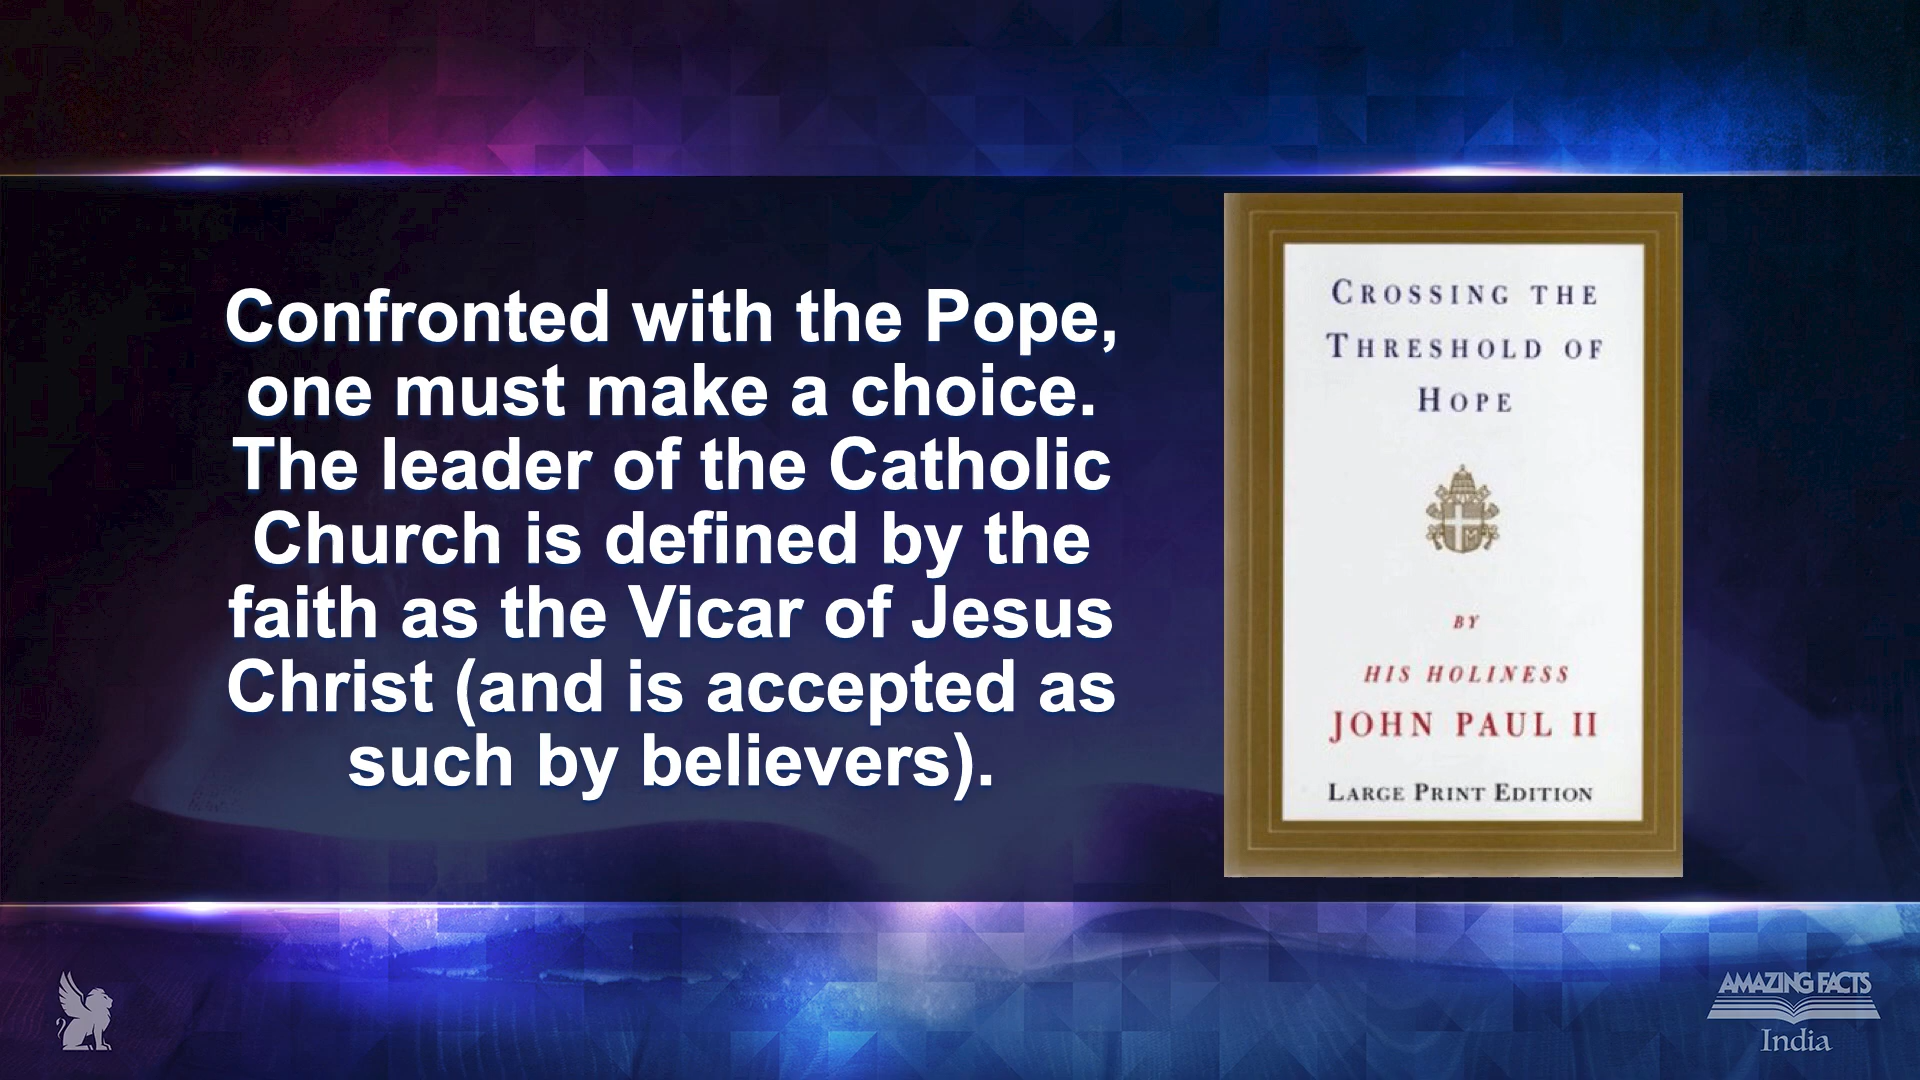 Confronted with the Pope,
one must make a choice.
The leader of the Catholic
Church is defined by the
faith as the Vicar of Jesus
Christ (and is accepted as
such by believers).
CROSSING THE
THRESHOLD OF
HOPE
BY
HIS HOLINESS
JOHN PAUL II
LARGE PRINT EDITION
AMAZING FACTS
India